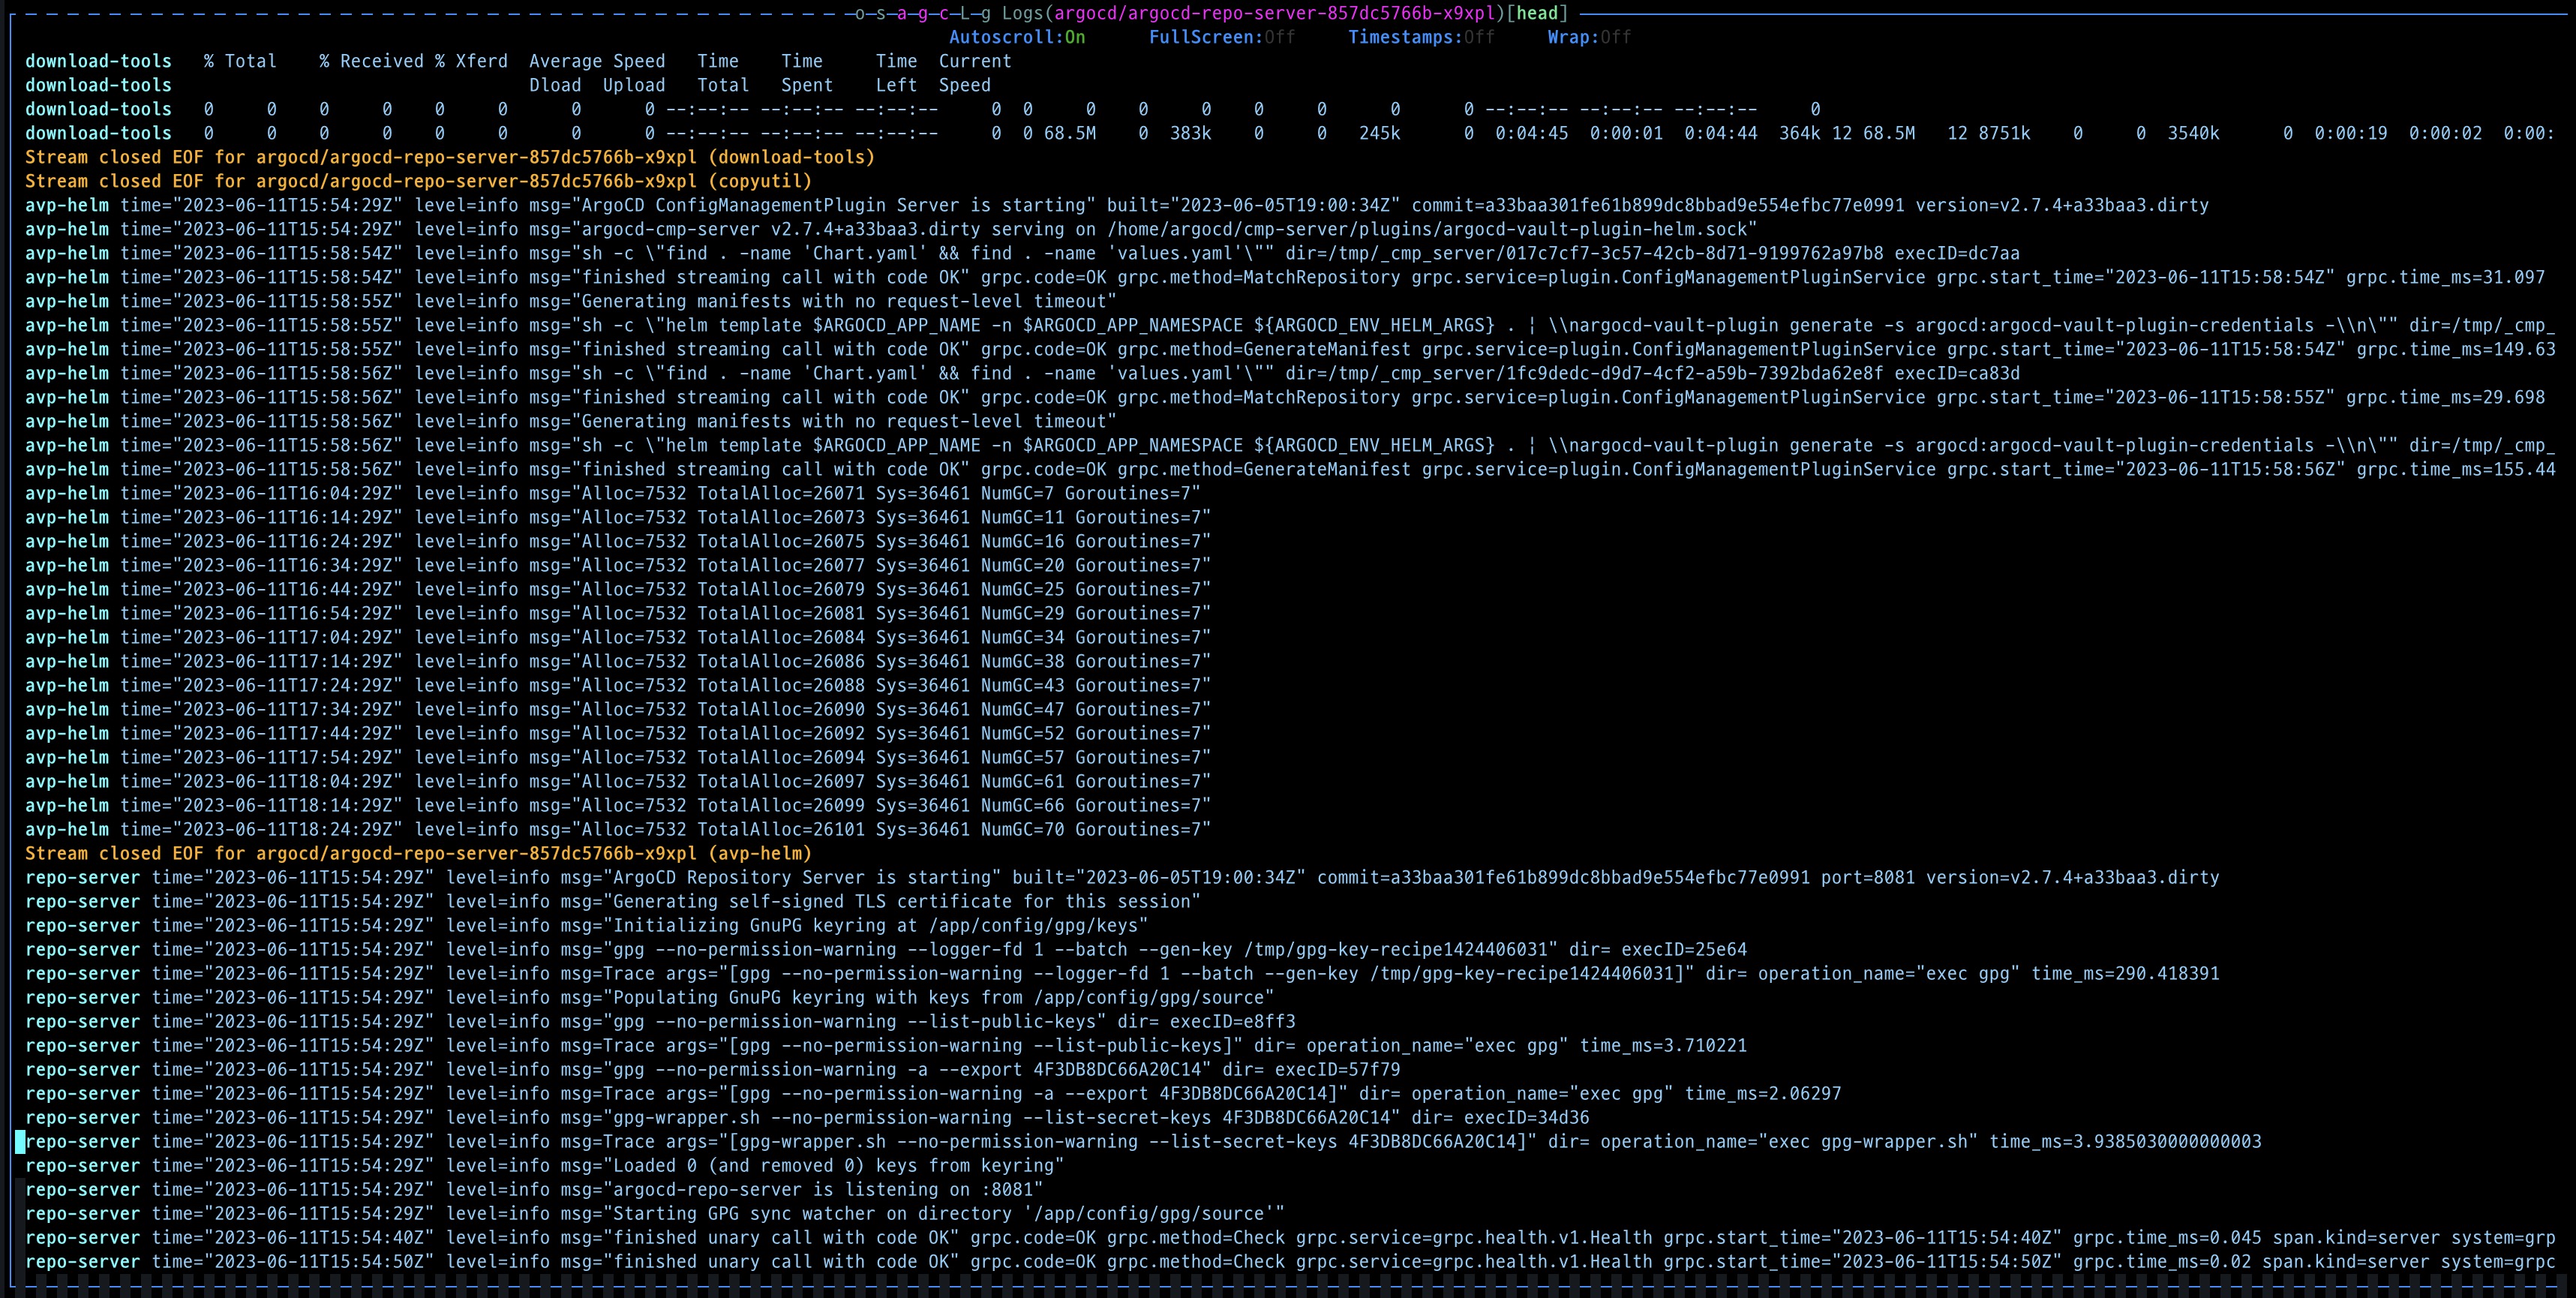 o s a g c L g Logs(argocd/argocd-repo-server-857dc5766b-x9xpl)[head]
Autoscroll:On FullScreen:Off Timestamps:Off Wrap:Off
download-tools % Total % Received % Xferd Average Speed Time Time Time Current
download-tools Dload Upload Total Spent Left Speed
download-tools 0 0 0 0 0 0 0 0 --:--:-- --:--:-- --:--:-- 0 0 0 0 0 0 0 0 0 --:--:-- --:--:-- --:--:-- 0
download-tools 0 0 0 0 0 0 0 0 --:--:-- --:--:-- --:--:-- 0 0 68.5M 0 383k 0 0 245k 0 0:04:45 0:00:01 0:04:44 364k 12 68.5M 12 8751k 0 0 3540k 0 0:00:19 0:00:02 0:00:
Stream closed EOF for argocd/argocd-repo-server-857dc5766b-x9xpl (download-tools)
Stream closed EOF for argocd/argocd-repo-server-857dc5766b-x9xpl (copyutil)
avp-helm time="2023-06-11T15:54:29Z" level=info msg="ArgoCD ConfigManagementPlugin Server is starting" built="2023-06-05T19:00:34Z" commit=a33baa301fe61b899dc8bbad9e554efbc77e0991 version=v2.7.4+a33baa3.dirty
avp-helm time="2023-06-11T15:54:29Z" level=info msg="argocd-cmp-server v2.7.4+a33baa3.dirty serving on /home/argocd/cmp-server/plugins/argocd-vault-plugin-helm.sock"
avp-helm time="2023-06-11T15:58:54Z" level=info msg="sh -c \"find . -name 'Chart.yaml' && find . -name 'values.yaml'\"" dir=/tmp/_cmp_server/017c7cf7-3c57-42cb-8d71-9199762a97b8 execID=dc7aa
avp-helm time="2023-06-11T15:58:54Z" level=info msg="finished streaming call with code OK" grpc.code=OK grpc.method=MatchRepository grpc.service=plugin.ConfigManagementPluginService grpc.start_time="2023-06-11T15:58:54Z" grpc.time_ms=31.097
avp-helm time="2023-06-11T15:58:55Z" level=info msg="Generating manifests with no request-level timeout"
avp-helm time="2023-06-11T15:58:55Z" level=info msg="sh -c \"helm template $ARGOCD_APP_NAME -n $ARGOCD_APP_NAMESPACE ${ARGOCD_ENV_HELM_ARGS} . | \\nargocd-vault-plugin generate -s argocd:argocd-vault-plugin-credentials -\\n\"" dir=/tmp/_cmp_
avp-helm time="2023-06-11T15:58:55Z" level=info msg="finished streaming call with code OK" grpc.code=OK grpc.method=GenerateManifest grpc.service=plugin.ConfigManagementPluginService grpc.start_time="2023-06-11T15:58:54Z" grpc.time_ms=149.63
avp-helm time="2023-06-11T15:58:56Z" level=info msg="sh -c \"find . -name 'Chart.yaml' && find . -name 'values.yaml'\"" dir=/tmp/_cmp_server/1fc9dedc-d9d7-4cf2-a59b-7392bda62e8f execID=ca83d
avp-helm time="2023-06-11T15:58:56Z" level=info msg="finished streaming call with code OK" grpc.code=OK grpc.method=MatchRepository grpc.service=plugin.ConfigManagementPluginService grpc.start_time="2023-06-11T15:58:55Z" grpc.time_ms=29.698
avp-helm time="2023-06-11T15:58:56Z" level=info msg="Generating manifests with no request-level timeout"
avp-helm time="2023-06-11T15:58:56Z" level=info msg="sh -c \"helm template $ARGOCD_APP_NAME -n $ARGOCD_APP_NAMESPACE ${ARGOCD_ENV_HELM_ARGS} . | \\nargocd-vault-plugin generate -s argocd:argocd-vault-plugin-credentials -\\n\"" dir=/tmp/_cmp_
avp-helm time="2023-06-11T15:58:56Z" level=info msg="finished streaming call with code OK" grpc.code=OK grpc.method=GenerateManifest grpc.service=plugin.ConfigManagementPluginService grpc.start_time="2023-06-11T15:58:56Z" grpc.time_ms=155.44
avp-helm time="2023-06-11T16:04:29Z" level=info msg="Alloc=7532 TotalAlloc=26071 Sys=36461 NumGC=7 Goroutines=7"
avp-helm time="2023-06-11T16:14:29Z" level=info msg="Alloc=7532 TotalAlloc=26073 Sys=36461 NumGC=11 Goroutines=7"
avp-helm time="2023-06-11T16:24:29Z" level=info msg="Alloc=7532 TotalAlloc=26075 Sys=36461 NumGC=16 Goroutines=7"
avp-helm time="2023-06-11T16:34:29Z" level=info msg="Alloc=7532 TotalAlloc=26077 Sys=36461 NumGC=20 Goroutines=7"
avp-helm time="2023-06-11T16:44:29Z" level=info msg="Alloc=7532 TotalAlloc=26079 Sys=36461 NumGC=25 Goroutines=7"
avp-helm time="2023-06-11T16:54:29Z" level=info msg="Alloc=7532 TotalAlloc=26081 Sys=36461 NumGC=29 Goroutines=7"
avp-helm time="2023-06-11T17:04:29Z" level=info msg="Alloc=7532 TotalAlloc=26084 Sys=36461 NumGC=34 Goroutines=7"
avp-helm time="2023-06-11T17:14:29Z" level=info msg="Alloc=7532 TotalAlloc=26086 Sys=36461 NumGC=38 Goroutines=7"
avp-helm time="2023-06-11T17:24:29Z" level=info msg="Alloc=7532 TotalAlloc=26088 Sys=36461 NumGC=43 Goroutines=7"
avp-helm time="2023-06-11T17:34:29Z" level=info msg="Alloc=7532 TotalAlloc=26090 Sys=36461 NumGC=47 Goroutines=7"
avp-helm time="2023-06-11T17:44:29Z" level=info msg="Alloc=7532 TotalAlloc=26092 Sys=36461 NumGC=52 Goroutines=7"
avp-helm time="2023-06-11T17:54:29Z" level=info msg="Alloc=7532 TotalAlloc=26094 Sys=36461 NumGC=57 Goroutines=7"
avp-helm time="2023-06-11T18:04:29Z" level=info msg="Alloc=7532 TotalAlloc=26097 Sys=36461 NumGC=61 Goroutines=7"
avp-helm time="2023-06-11T18:14:29Z" level=info msg="Alloc=7532 TotalAlloc=26099 Sys=36461 NumGC=66 Goroutines=7"
avp-helm time="2023-06-11T18:24:29Z" level=info msg="Alloc=7532 TotalAlloc=26101 Sys=36461 NumGC=70 Goroutines=7"
Stream closed EOF for argocd/argocd-repo-server-857dc5766b-x9xpl (avp-helm)
repo-server time="2023-06-11T15:54:29Z" level=info msg="ArgoCD Repository Server is starting" built="2023-06-05T19:00:34Z" commit=a33baa301fe61b899dc8bbad9e554efbc77e0991 port=8081 version=v2.7.4+a33baa3.dirty
repo-server time="2023-06-11T15:54:29Z" level=info msg="Generating self-signed TLS certificate for this session"
repo-server time="2023-06-11T15:54:29Z" level=info msg="Initializing GnuPG keyring at /app/config/gpg/keys"
repo-server time="2023-06-11T15:54:29Z" level=info msg="gpg --no-permission-warning --logger-fd 1 --batch --gen-key /tmp/gpg-key-recipe1424406031" dir= execID=25e64
repo-server time="2023-06-11T15:54:29Z" level=info msg=Trace args="[gpg --no-permission-warning --logger-fd 1 --batch --gen-key /tmp/gpg-key-recipe1424406031]" dir= operation_name="exec gpg" time_ms=290.418391
repo-server time="2023-06-11T15:54:29Z" level=info msg="Populating GnuPG keyring with keys from /app/config/gpg/source"
repo-server time="2023-06-11T15:54:29Z" level=info msg="gpg --no-permission-warning --list-public-keys" dir= execID=e8ff3
repo-server time="2023-06-11T15:54:29Z" level=info msg=Trace args="[gpg --no-permission-warning --list-public-keys]" dir= operation_name="exec gpg" time_ms=3.710221
repo-server time="2023-06-11T15:54:29Z" level=info msg="gpg --no-permission-warning -a --export 4F3DB8DC66A20C14" dir= execID=57f79
repo-server time="2023-06-11T15:54:29Z" level=info msg=Trace args="[gpg --no-permission-warning -a --export 4F3DB8DC66A20C14]" dir= operation_name="exec gpg" time_ms=2.06297
repo-server time="2023-06-11T15:54:29Z" level=info msg="gpg-wrapper.sh --no-permission-warning --list-secret-keys 4F3DB8DC66A20C14" dir= execID=34d36
repo-server time="2023-06-11T15:54:29Z" level=info msg=Trace args="[gpg-wrapper.sh --no-permission-warning --list-secret-keys 4F3DB8DC66A20C14]" dir= operation_name="exec gpg-wrapper.sh" time_ms=3.9385030000000003
repo-server time="2023-06-11T15:54:29Z" level=info msg="Loaded 0 (and removed 0) keys from keyring"
repo-server time="2023-06-11T15:54:29Z" level=info msg="argocd-repo-server is listening on :8081"
repo-server time="2023-06-11T15:54:29Z" level=info msg="Starting GPG sync watcher on directory '/app/config/gpg/source'"
repo-server time="2023-06-11T15:54:40Z" level=info msg="finished unary call with code OK" grpc.code=OK grpc.method=Check grpc.service=grpc.health.v1.Health grpc.start_time="2023-06-11T15:54:40Z" grpc.time_ms=0.045 span.kind=server system=grp
repo-server time="2023-06-11T15:54:50Z" level=info msg="finished unary call with code OK" grpc.code=OK grpc.method=Check grpc.service=grpc.health.v1.Health grpc.start_time="2023-06-11T15:54:50Z" grpc.time_ms=0.02 span.kind=server system=grpc